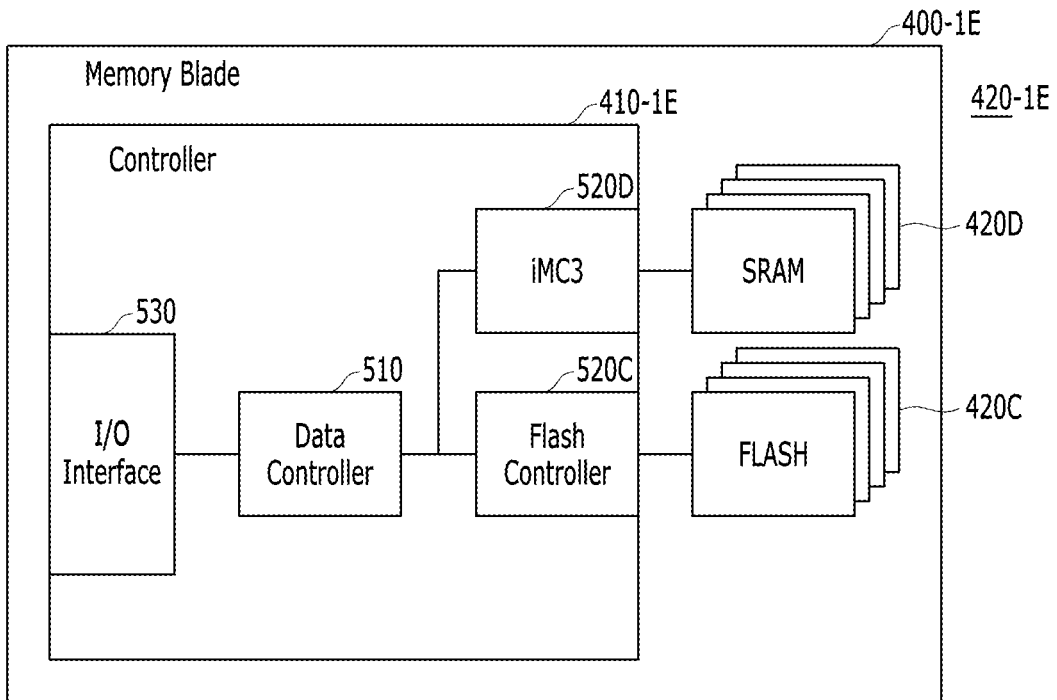 400-1E
Memory Blade
420-1E
410-1E
Controller
520D
420D
iMC3
SRAM
530
510
520C
420C
I/O
Interface
Data
Controller
Flash
Controller
FLASH